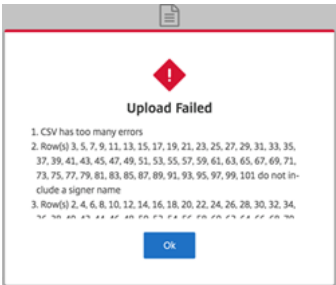 Upload Failed
1. CSV has too many errors
2. Row(s) 3, 5, 7, 9, 11, 13, 15, 17, 19, 21, 23, 25, 27, 29, 31, 33, 35,
37, 39, 41, 43, 45, 47, 49, 51, 53, 55, 57, 59, 61, 63, 65, 67, 69, 71,
73, 75, 77, 79, 81, 83, 85, 87, 89, 91, 93, 95, 97, 99, 101 do not in-
clude a signer name
3. Row(s) 2, 4, 6, 8, 10, 12, 14, 16, 18, 20, 22, 24, 26, 28, 30, 32, 34,
Ok